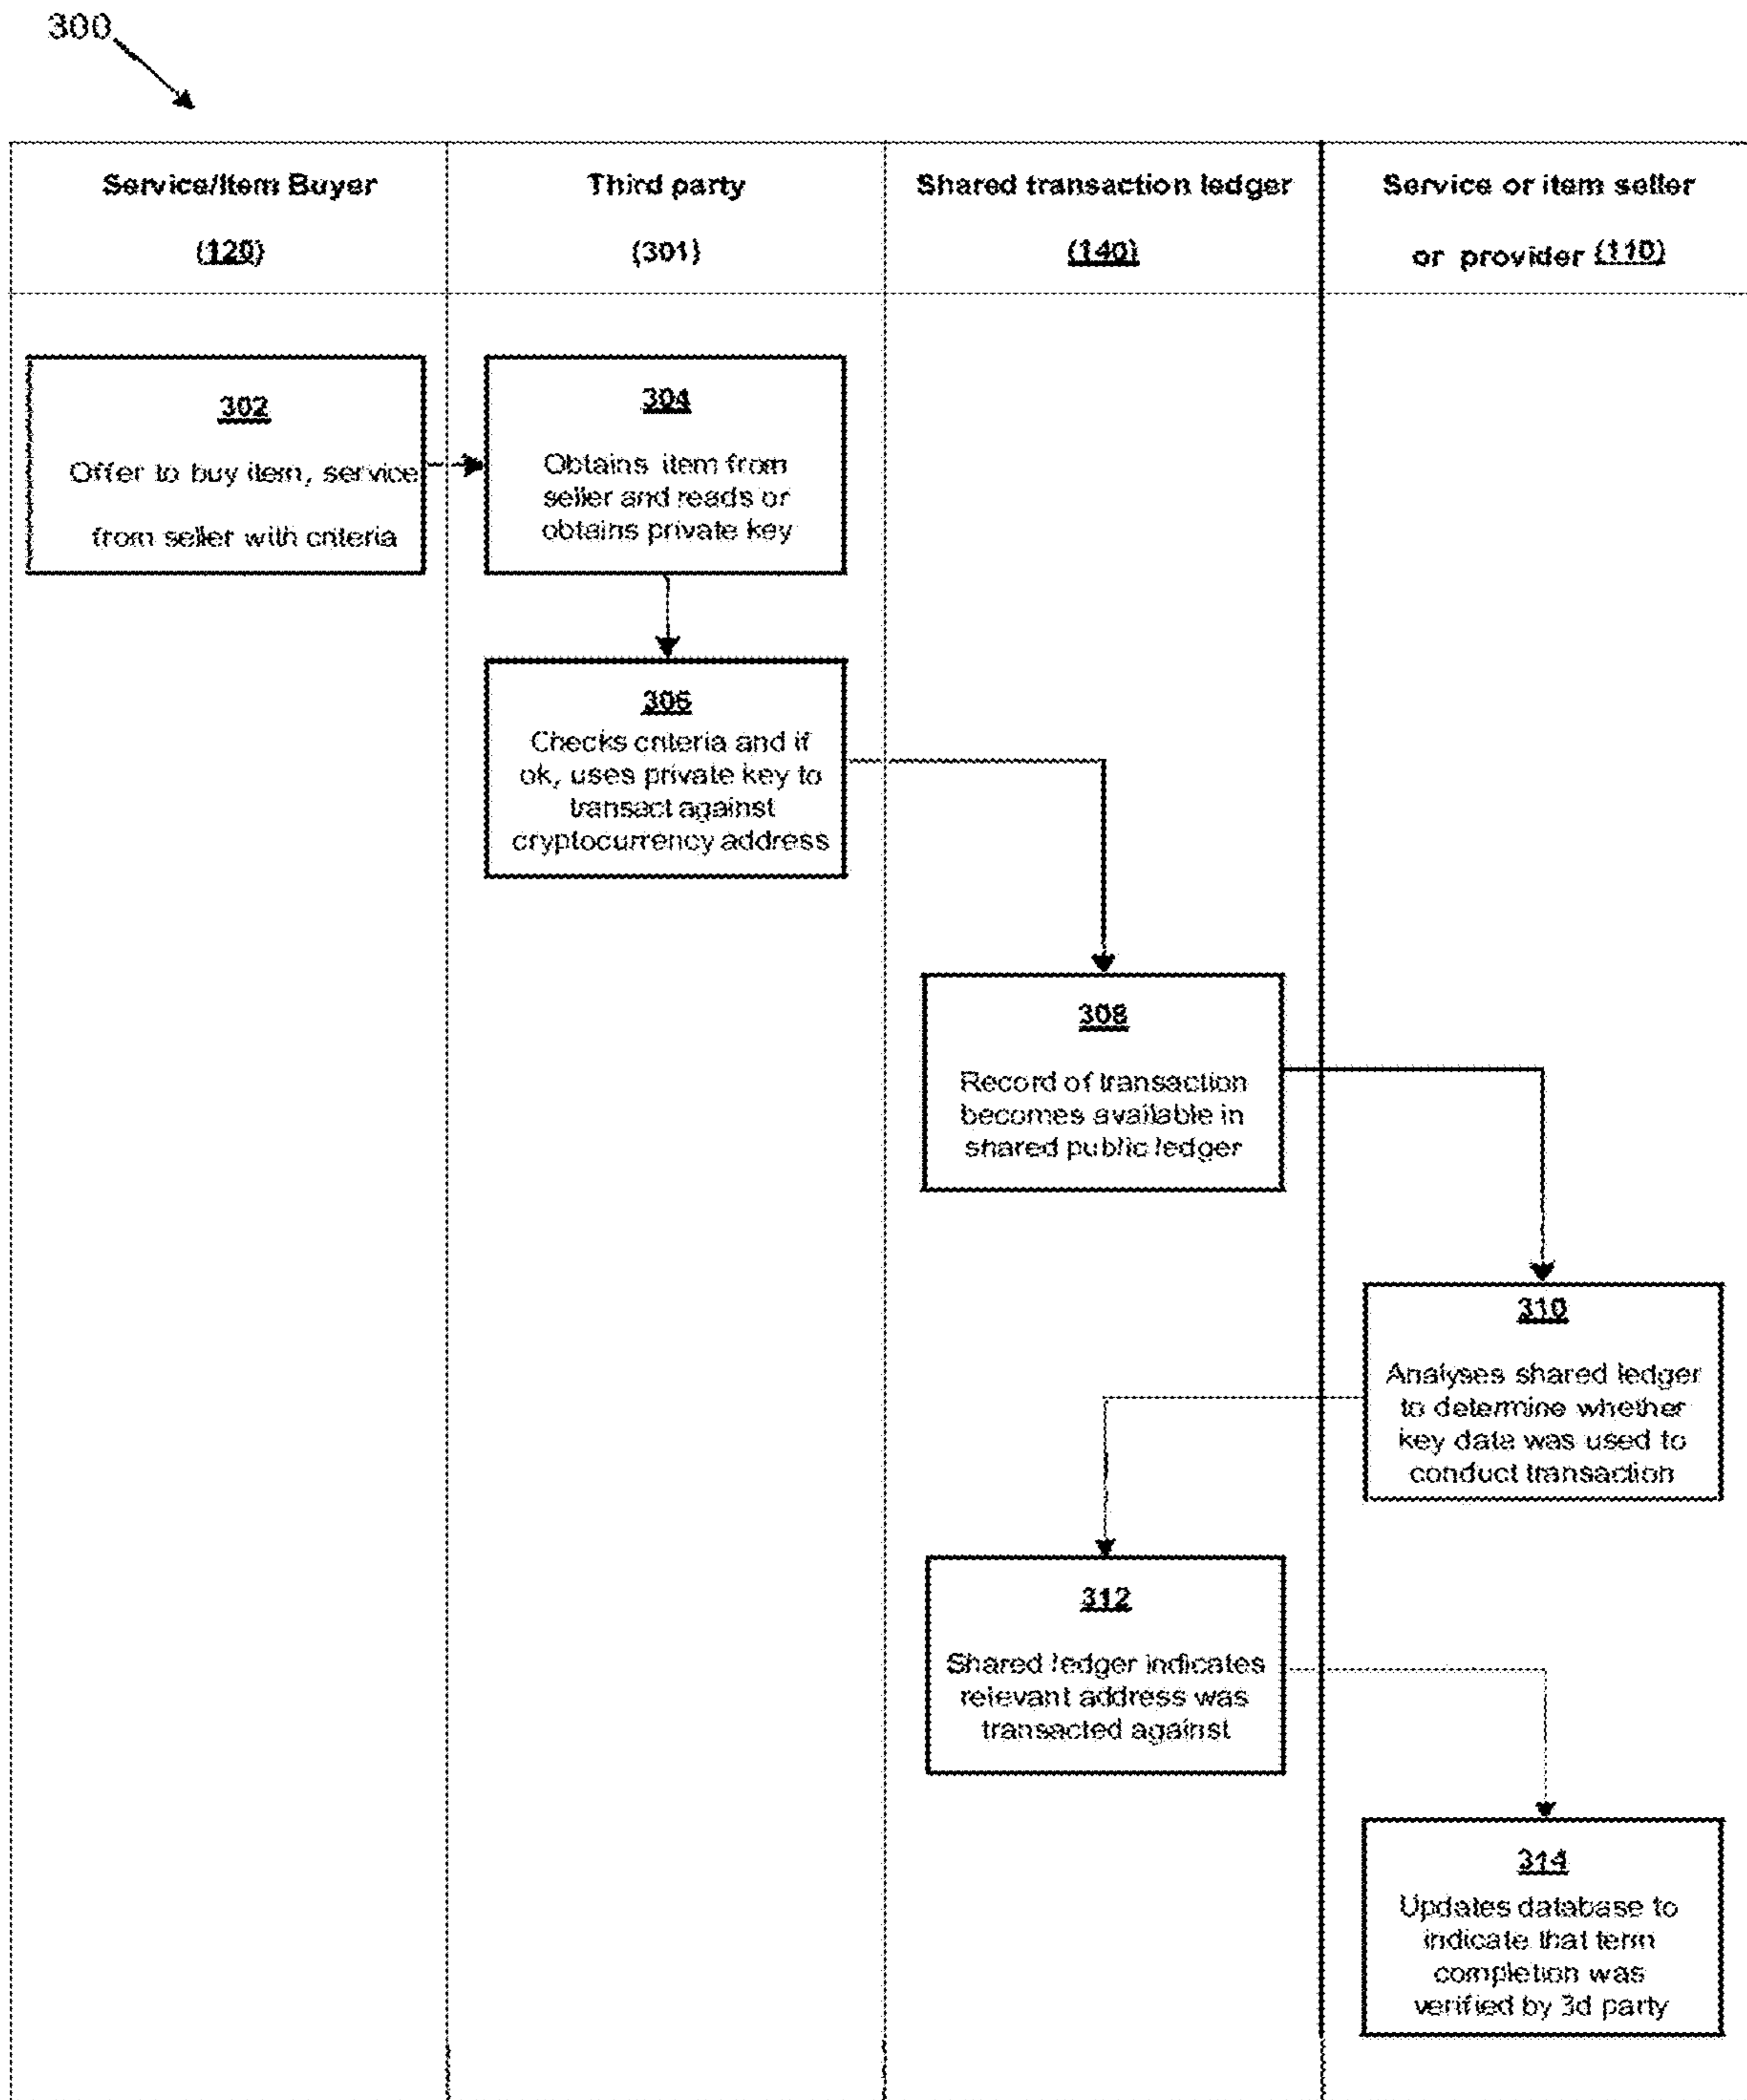 300
Service/Item Buyer
(120)
Third party
(301)
Shared transaction ledger
(140)
Service or item seller
or provider (110)
302
Offer to buy item, service
from seller with criteria
304
Obtains item from
seller and reads or
obtains private key
306
Checks criteria and if
ok, uses private key to
transact against
cryptocurrency address
308
Record of transaction
becomes available in
shared public ledger
310
Analyses shared ledger
to determine whether
key data was used to
conduct transaction
312
Shared ledger indicates
relevant address was
transacted against
314
Updates database to
indicate that term
completion was
verified by 3d party